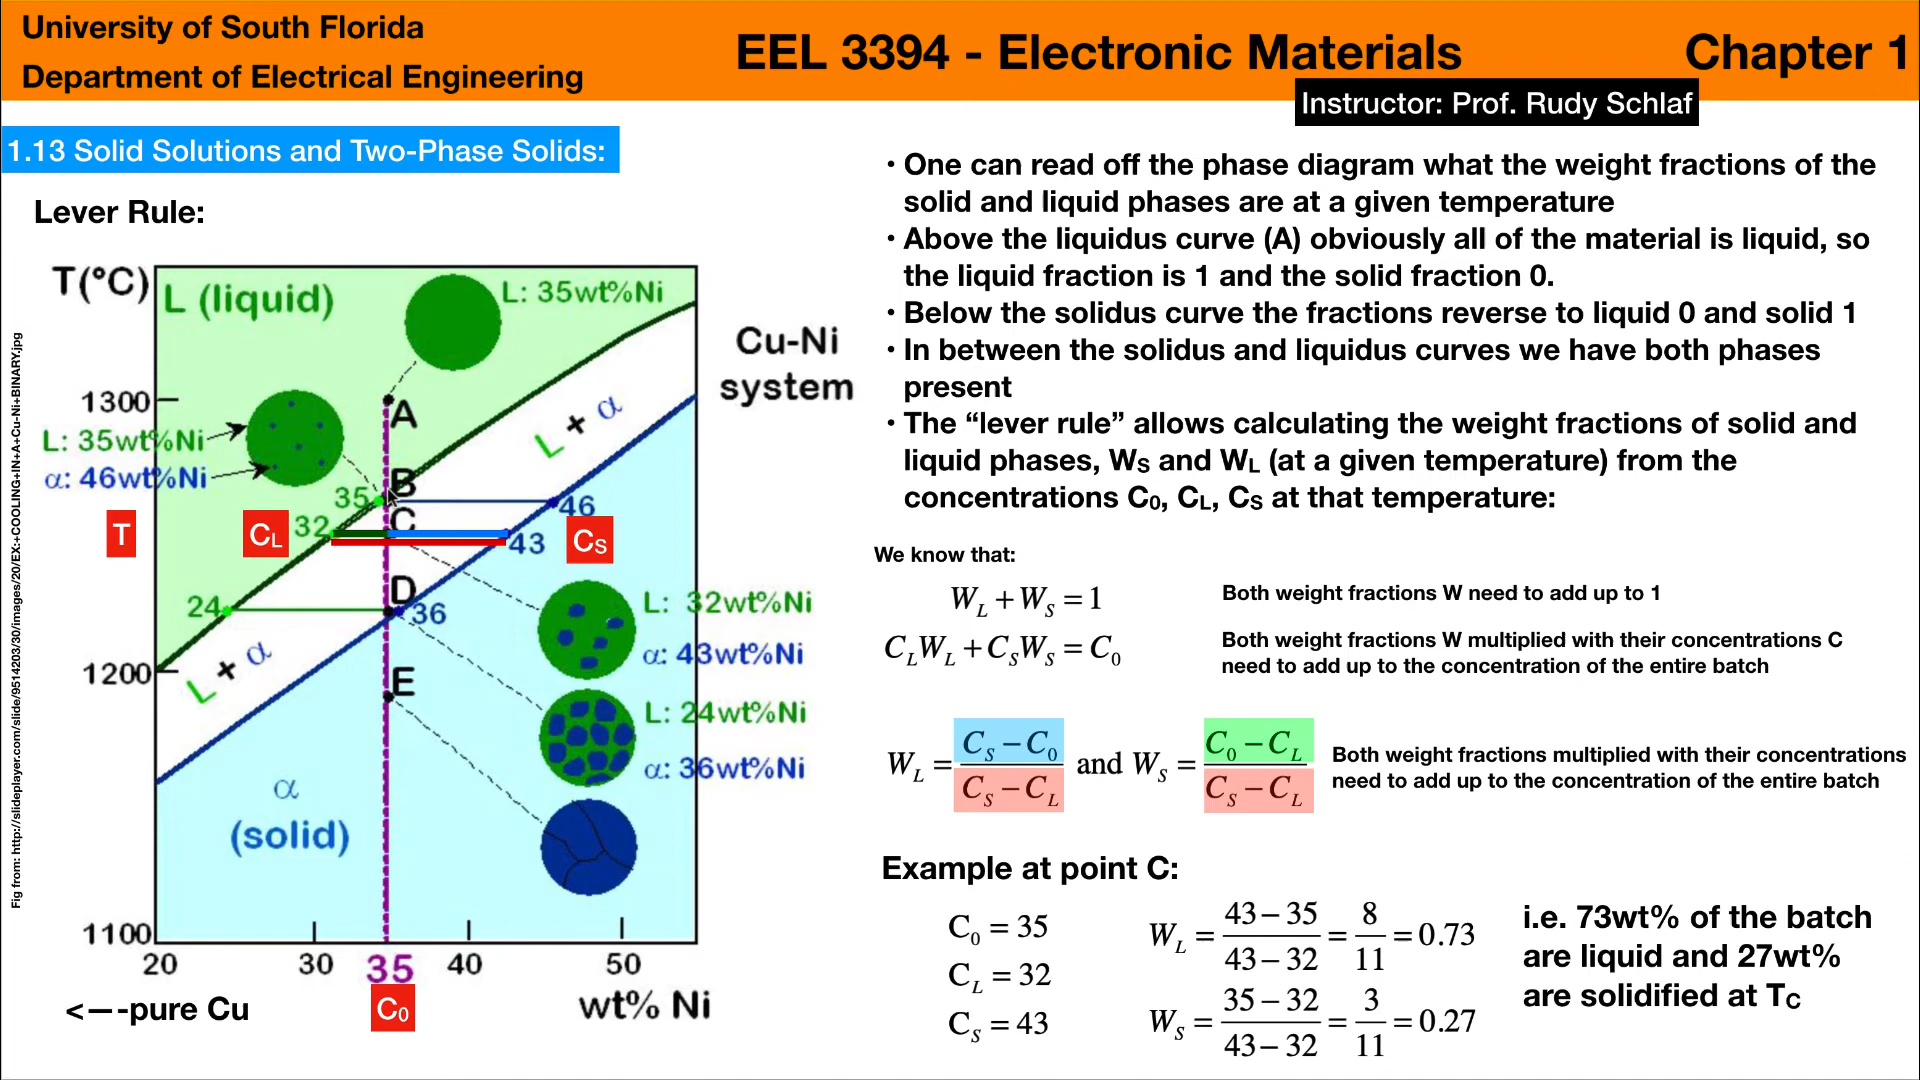 University of South Florida
Department of Electrical Engineering
EEL 3394 - Electronic Materials
Chapter 1
Instructor: Prof. Rudy Schlaf
1.13 Solid Solutions and Two-Phase Solids:
Lever Rule:
Fig from: http://slideplayer.com/slide/9514203/30/images/20/EX:+COOLING+IN+A+Cu-Ni+BINARY.jpg
T(°C)
L (liquid)
L: 35wt%Ni
Cu-Ni
system
1300
A
L + α
L: 35wt%Ni
α: 46wt%Ni
B
35
46
T
CL
32
C
43
CS
D
24
36
L: 32wt%Ni
α: 43wt%Ni
L + α
1200
E
L: 24wt%Ni
α: 36wt%Ni
α
(solid)
1100
20
30
35
40
50
<—-pure Cu
C0
wt% Ni
• One can read off the phase diagram what the weight fractions of the
solid and liquid phases are at a given temperature
• Above the liquidus curve (A) obviously all of the material is liquid, so
the liquid fraction is 1 and the solid fraction 0.
• Below the solidus curve the fractions reverse to liquid 0 and solid 1
• In between the solidus and liquidus curves we have both phases
present
• The “lever rule” allows calculating the weight fractions of solid and
liquid phases, WS and WL (at a given temperature) from the
concentrations C0, CL, CS at that temperature:
We know that:
WL + WS = 1
Both weight fractions W need to add up to 1
CLWL + CSWS = C0
Both weight fractions W multiplied with their concentrations C
need to add up to the concentration of the entire batch
WL = (CS − C0)/(CS − CL) and WS = (C0 − CL)/(CS − CL)
Both weight fractions multiplied with their concentrations
need to add up to the concentration of the entire batch
Example at point C:
C0 = 35
CL = 32
CS = 43
WL = (43 − 35)/(43 − 32) = 8/11 = 0.73
WS = (35 − 32)/(43 − 32) = 3/11 = 0.27
i.e. 73wt% of the batch
are liquid and 27wt%
are solidified at TC